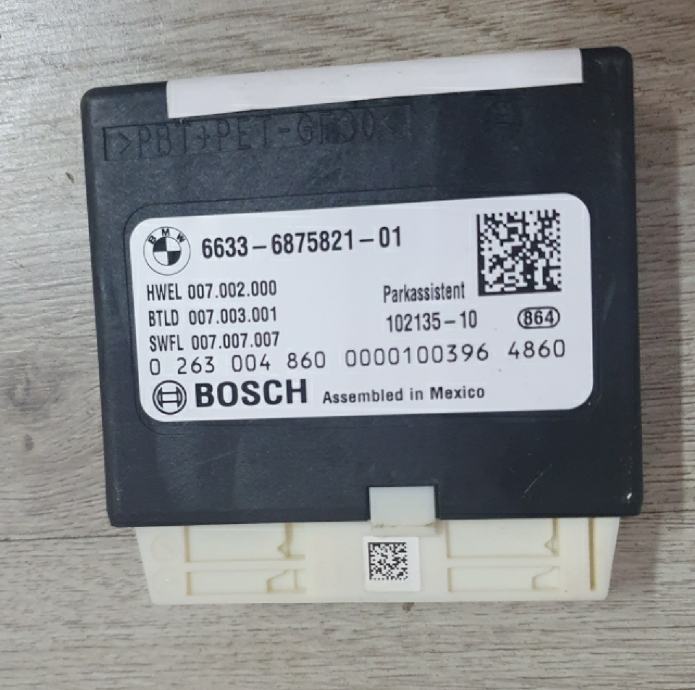 >PBT+PET-GF30<
BMW
6633-6875821-01
HWEL 007.002.000
BTLD 007.003.001
SWFL 007.007.007
Parkassistent
102135-10 864
0 263 004 860 0000100396 4860
BOSCH Assembled in Mexico